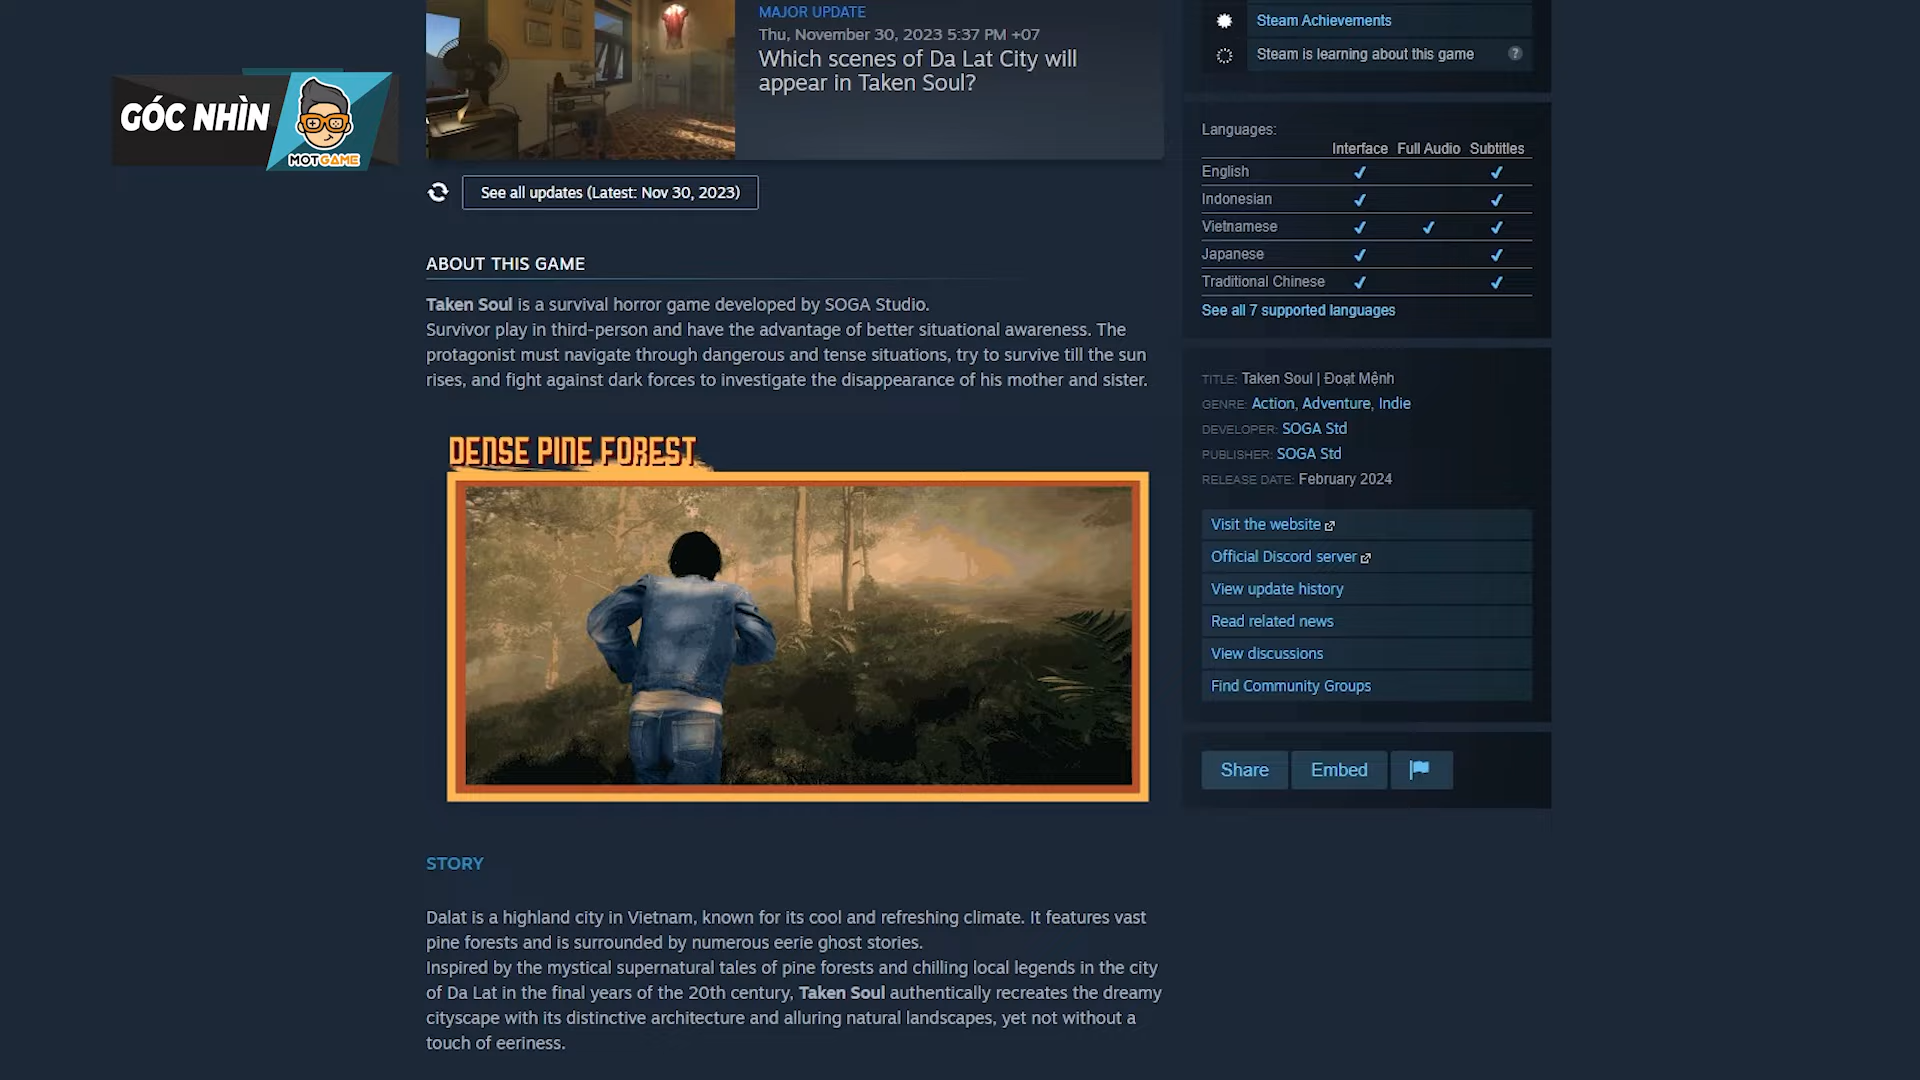 GÓC NHÌN
MOTGAME
MAJOR UPDATE
Thu, November 30, 2023 5:37 PM +07
Which scenes of Da Lat City will
appear in Taken Soul?
See all updates (Latest: Nov 30, 2023)
ABOUT THIS GAME
Taken Soul is a survival horror game developed by SOGA Studio.
Survivor play in third-person and have the advantage of better situational awareness. The
protagonist must navigate through dangerous and tense situations, try to survive till the sun
rises, and fight against dark forces to investigate the disappearance of his mother and sister.
DENSE PINE FOREST
STORY
Dalat is a highland city in Vietnam, known for its cool and refreshing climate. It features vast
pine forests and is surrounded by numerous eerie ghost stories.
Inspired by the mystical supernatural tales of pine forests and chilling local legends in the city
of Da Lat in the final years of the 20th century, Taken Soul authentically recreates the dreamy
cityscape with its distinctive architecture and alluring natural landscapes, yet not without a
touch of eeriness.
Steam Achievements
Steam is learning about this game ?
Languages:
Interface Full Audio Subtitles
English ✔ ✔
Indonesian ✔ ✔
Vietnamese ✔ ✔ ✔
Japanese ✔ ✔
Traditional Chinese ✔ ✔
See all 7 supported languages
TITLE: Taken Soul | Đoạt Mệnh
GENRE: Action, Adventure, Indie
DEVELOPER: SOGA Std
PUBLISHER: SOGA Std
RELEASE DATE: February 2024
Visit the website
Official Discord server
View update history
Read related news
View discussions
Find Community Groups
Share Embed